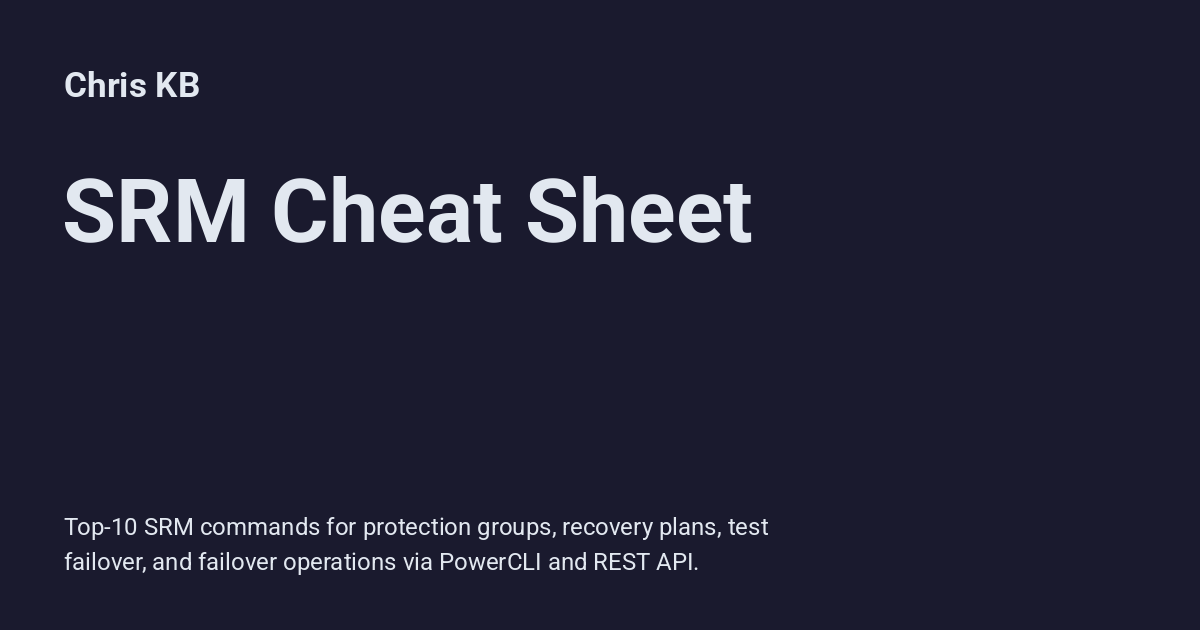 Chris KB
SRM Cheat Sheet
Top-10 SRM commands for protection groups, recovery plans, test
failover, and failover operations via PowerCLI and REST API.